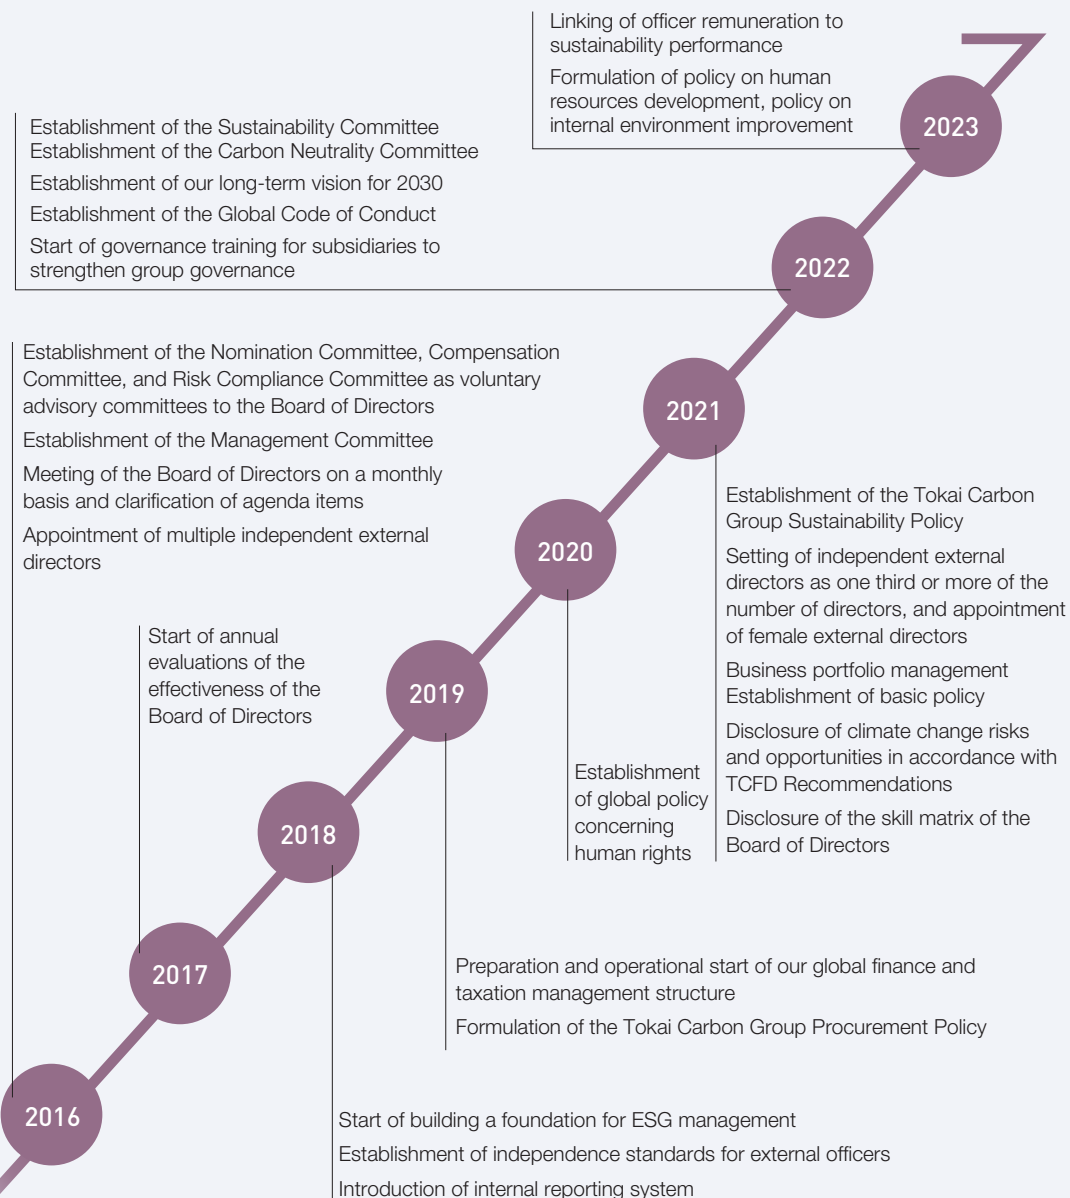 Linking of officer remuneration to
sustainability performance
Formulation of policy on human
resources development, policy on
internal environment improvement
2023
Establishment of the Sustainability Committee
Establishment of the Carbon Neutrality Committee
Establishment of our long-term vision for 2030
Establishment of the Global Code of Conduct
Start of governance training for subsidiaries to
strengthen group governance
2022
Establishment of the Nomination Committee, Compensation
Committee, and Risk Compliance Committee as voluntary
advisory committees to the Board of Directors
Establishment of the Management Committee
Meeting of the Board of Directors on a monthly
basis and clarification of agenda items
Appointment of multiple independent external
directors
2021
Establishment of the Tokai Carbon
Group Sustainability Policy
Setting of independent external
directors as one third or more of the
number of directors, and appointment
of female external directors
Business portfolio management
Establishment of basic policy
Disclosure of climate change risks
and opportunities in accordance with
TCFD Recommendations
Disclosure of the skill matrix of the
Board of Directors
2020
Establishment
of global policy
concerning
human rights
Start of annual
evaluations of the
effectiveness of the
Board of Directors
2019
2018
2017
Preparation and operational start of our global finance and
taxation management structure
Formulation of the Tokai Carbon Group Procurement Policy
2016
Start of building a foundation for ESG management
Establishment of independence standards for external officers
Introduction of internal reporting system